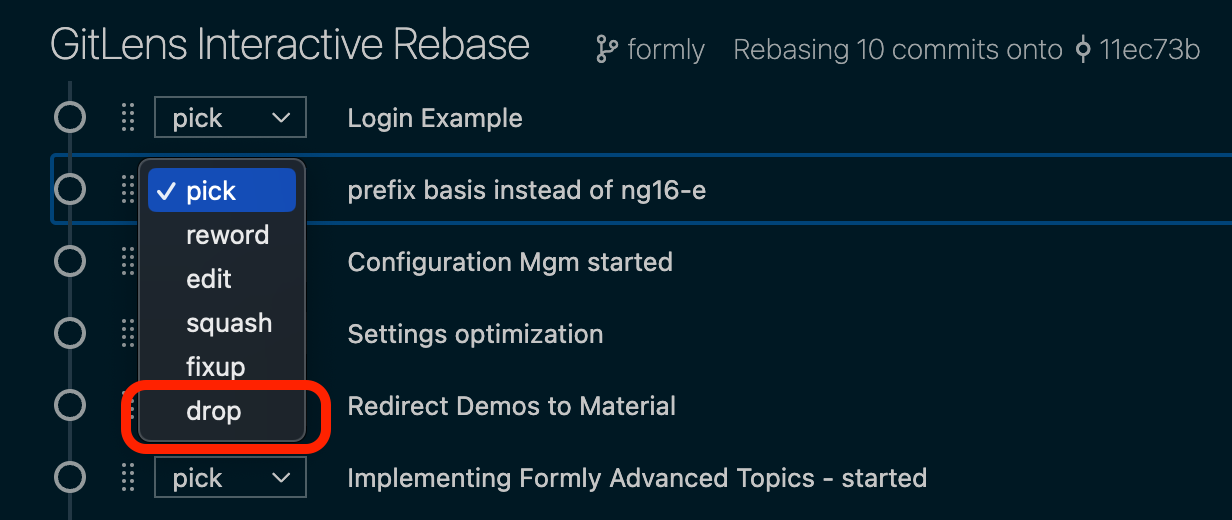 GitLens Interactive Rebase formly Rebasing 10 commits onto 11ec73b
pick Login Example
✓ pick prefix basis instead of ng16-e
reword
Configuration Mgm started
edit
squash Settings optimization
fixup
drop Redirect Demos to Material
pick Implementing Formly Advanced Topics - started